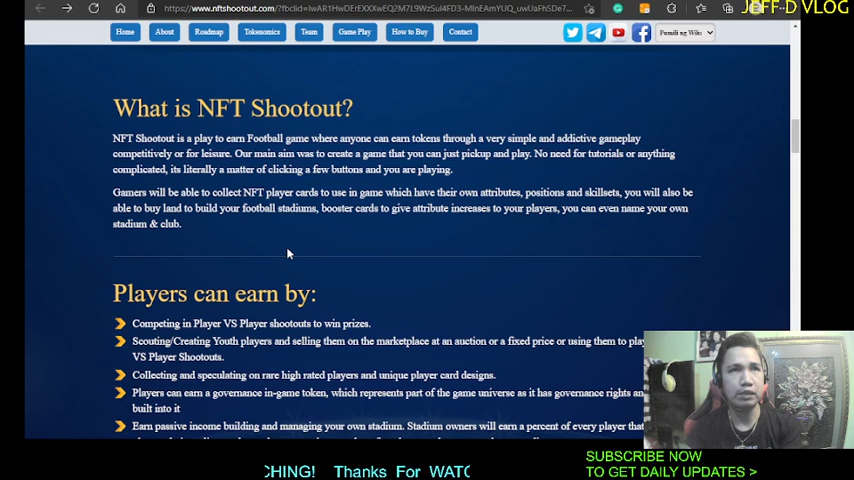 JEFF D VLOG
https://www.nftshootout.com/?fbclid=
Home About Roadmap Tokenomics Team Game Play How to Buy Contact Pumili ng Wika
What is NFT Shootout?
NFT Shootout is a play to earn Football game where anyone can earn tokens through a very simple and addictive gameplay
competitively or for leisure. Our main aim was to create a game that you can just pickup and play. No need for tutorials or anything
complicated, its literally a matter of clicking a few buttons and you are playing.
Gamers will be able to collect NFT player cards to use in game which have their own attributes, positions and skillsets, you will also be
able to buy land to build your football stadiums, booster cards to give attribute increases to your players, you can even name your own
stadium & club.
Players can earn by:
Competing in Player VS Player shootouts to win prizes.
Scouting/Creating Youth players and selling them on the marketplace at an auction or a fixed price or using them to play
VS Player Shootouts.
Collecting and speculating on rare high rated players and unique player card designs.
Players can earn a governance in-game token, which represents part of the game universe as it has governance rights and
built into it
Earn passive income building and managing your own stadium. Stadium owners will earn a percent of every player that
CHING! Thanks For WATC
SUBSCRIBE NOW
TO GET DAILY UPDATES >